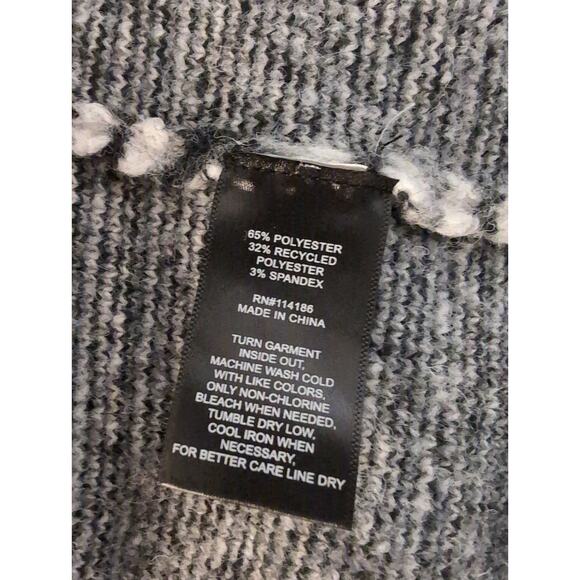 65% POLYESTER
32% RECYCLED
POLYESTER
3% SPANDEX
RN#114186
MADE IN CHINA
TURN GARMENT
INSIDE OUT,
MACHINE WASH COLD
WITH LIKE COLORS,
ONLY NON-CHLORINE
BLEACH WHEN NEEDED,
TUMBLE DRY LOW,
COOL IRON WHEN
NECESSARY,
FOR BETTER CARE LINE DRY